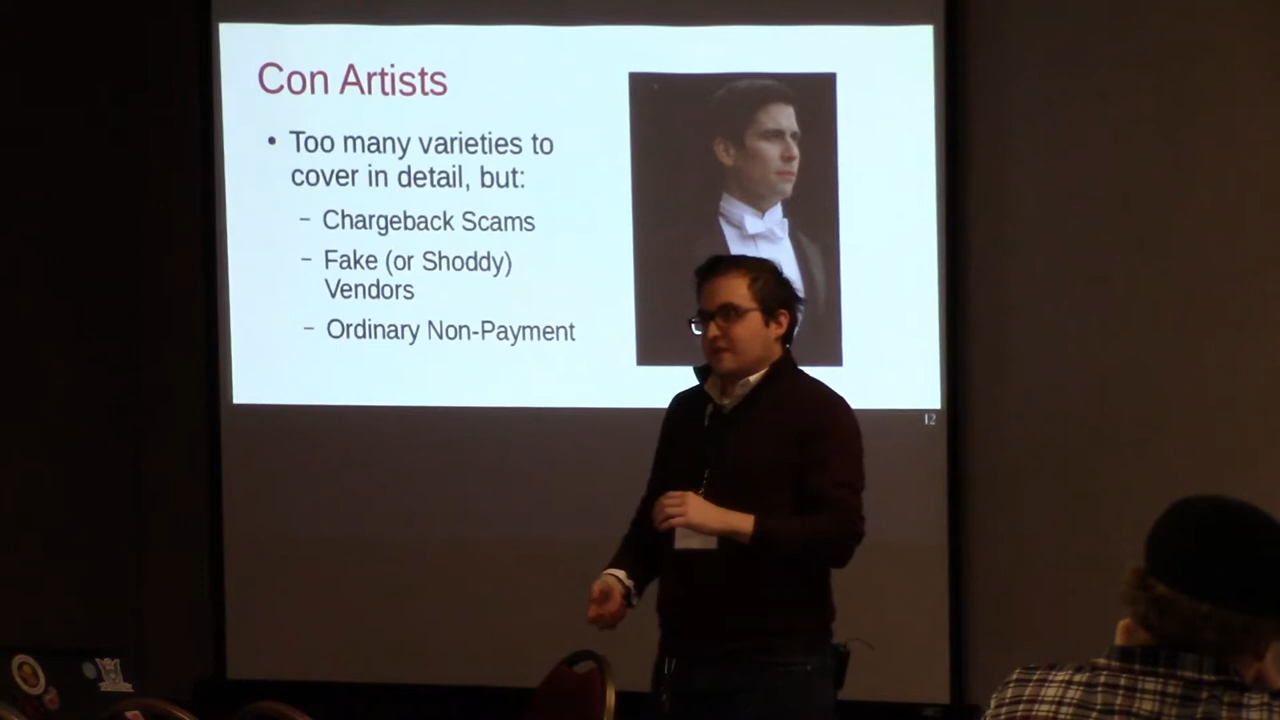 Con Artists
• Too many varieties to
cover in detail, but:
– Chargeback Scams
– Fake (or Shoddy)
Vendors
– Ordinary Non-Payment
12